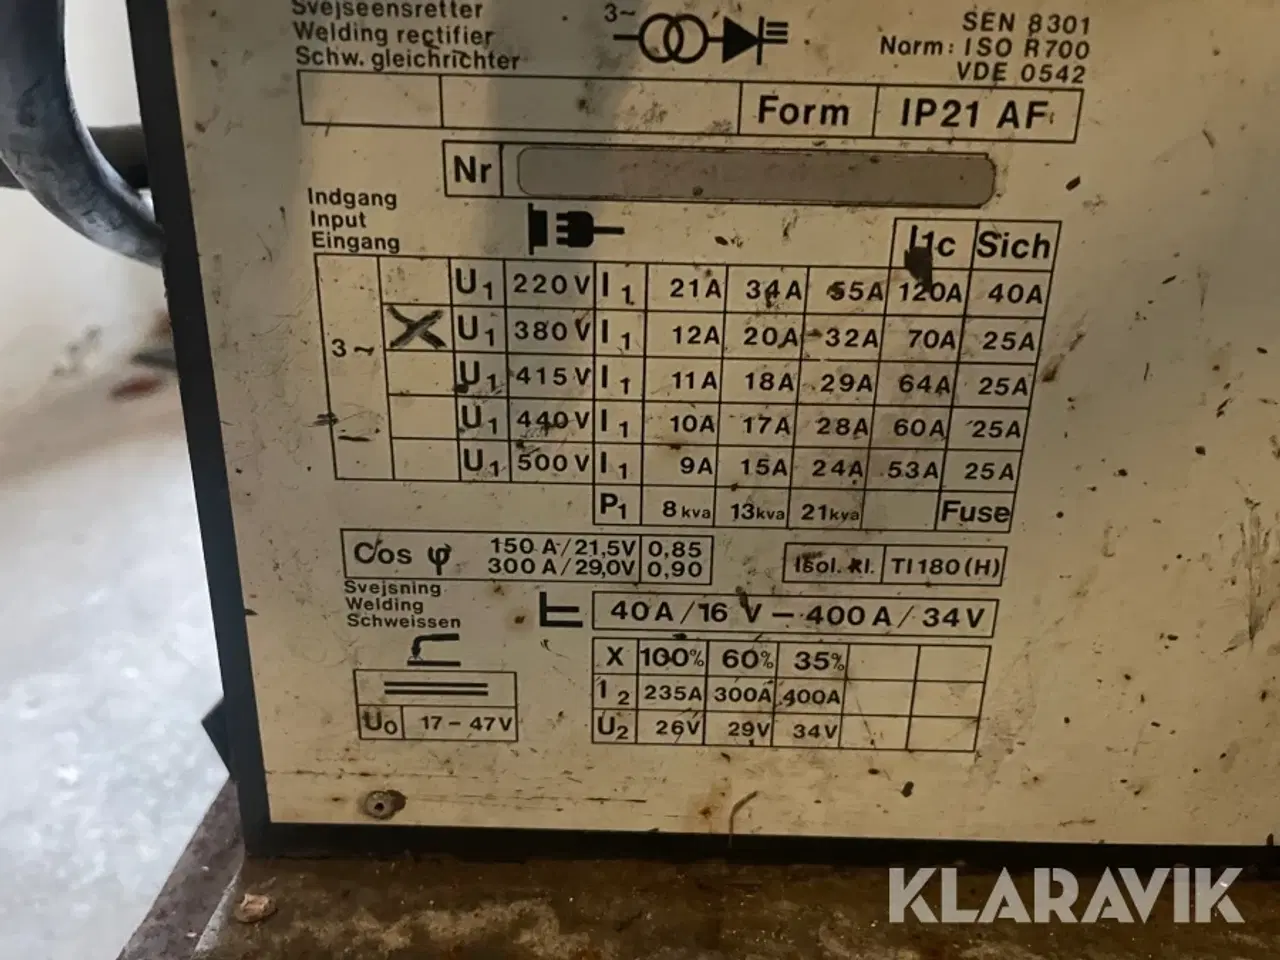 Svejseensretter
Welding rectifier
Schw. gleichrichter
3~
SEN 8301
Norm: ISO R700
VDE 0542
Form IP21 AF
Nr
Indgang
Input
Eingang
I1c Sich
3~
U1 220V I1 21A 34A 55A 120A 40A
X U1 380V I1 12A 20A 32A 70A 25A
U1 415V I1 11A 18A 29A 64A 25A
U1 440V I1 10A 17A 28A 60A 25A
U1 500V I1 9A 15A 24A 53A 25A
P1 8kva 13kva 21kva Fuse
Cos φ 150 A/21,5V 0,85
300 A/29,0V 0,90
Isol. kl. TI 180 (H)
Svejsning
Welding
Schweissen
40A/16 V – 400A/34V
X 100% 60% 35%
I2 235A 300A 400A
U0 17-47V
U2 26V 29V 34V
KLARAVIK